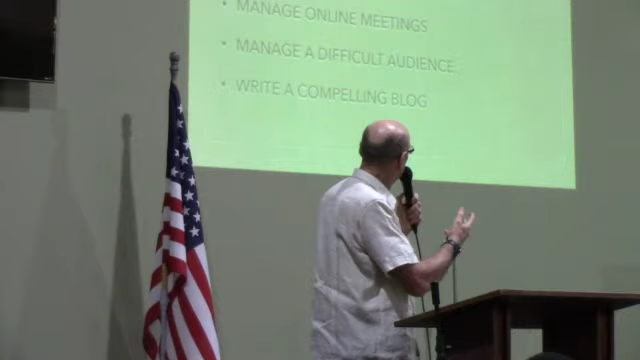 • MANAGE ONLINE MEETINGS
• MANAGE A DIFFICULT AUDIENCE
• WRITE A COMPELLING BLOG